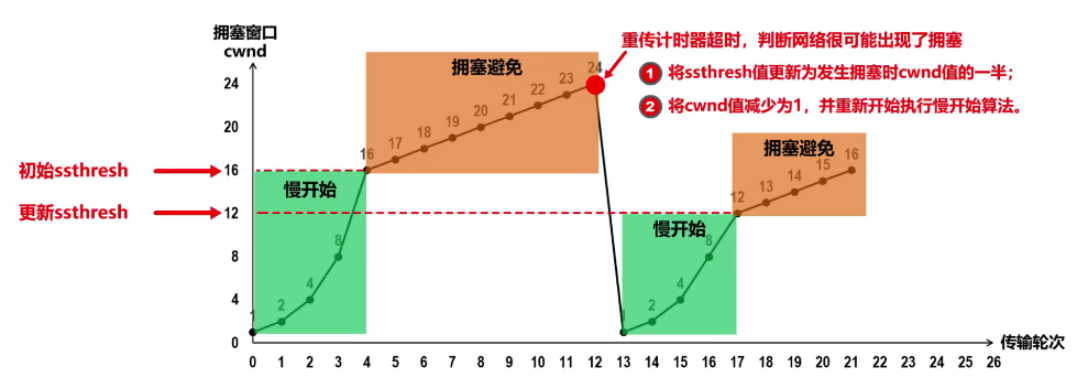 拥塞窗口
cwnd
重传计时器超时，判断网络很可能出现了拥塞
1 将ssthresh值更新为发生拥塞时cwnd值的一半；
2 将cwnd值减少为1，并重新开始执行慢开始算法。
拥塞避免
24
20
16
12
8
4
0
初始ssthresh
更新ssthresh
慢开始
1 2 4 8 16 17 18 19 20 21 22 23 24
慢开始
拥塞避免
1 2 4 8 12 13 14 15 16
0 1 2 3 4 5 6 7 8 9 10 11 12 13 14 15 16 17 18 19 20 21 22 23 24 25 26
传输轮次